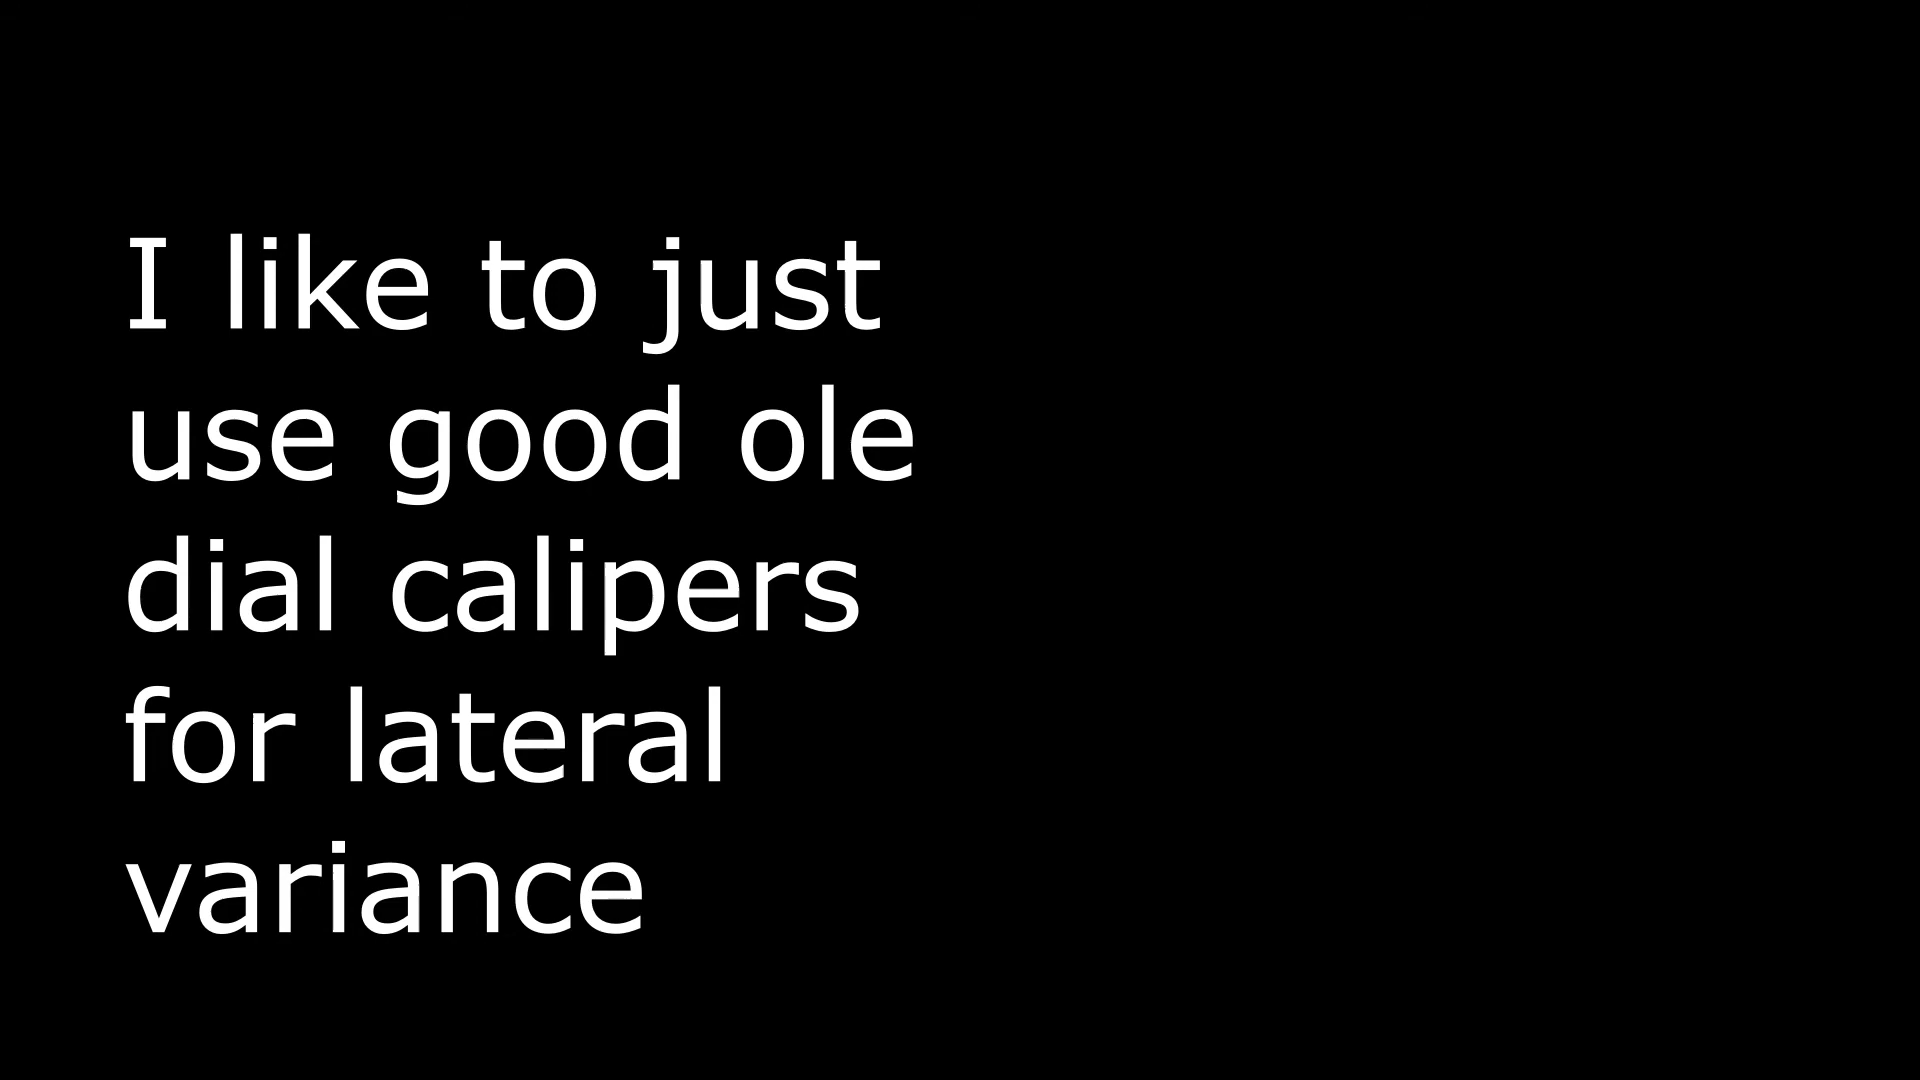 I like to just
use good ole
dial calipers
for lateral
variance